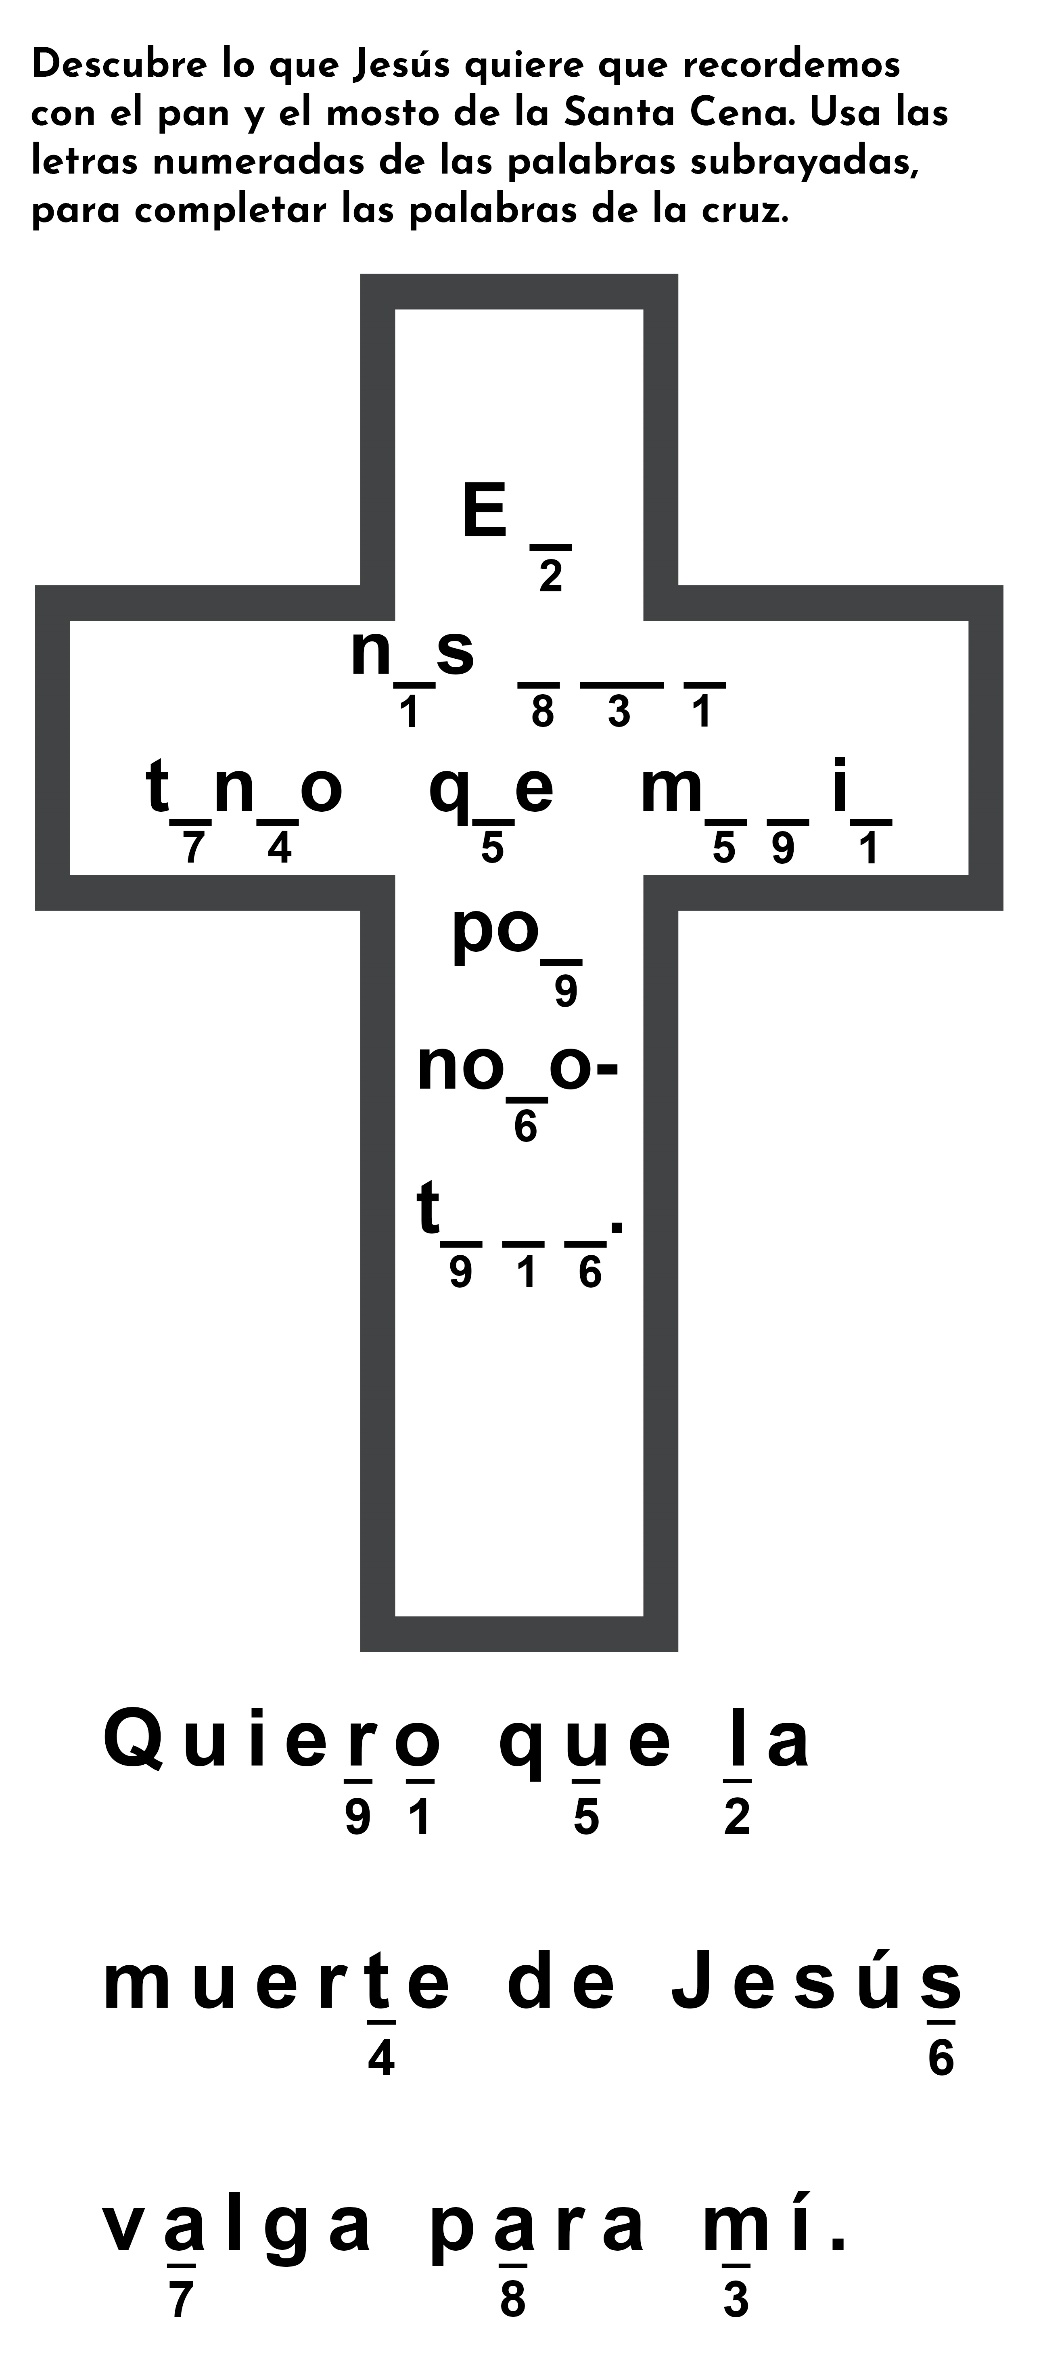 Descubre lo que Jesús quiere que recordemos
con el pan y el mosto de la Santa Cena. Usa las
letras numeradas de las palabras subrayadas,
para completar las palabras de la cruz.
E _
2
n_s _ _ _
1 8 3 1
t_n_o q_e m_ _ i_
7 4 5 5 9 1
po_
9
no_o-
6
t_ _ _.
9 1 6
Quiero que la
9 1 5 2
muerte de Jesús
4 6
valga para mí.
7 8 3